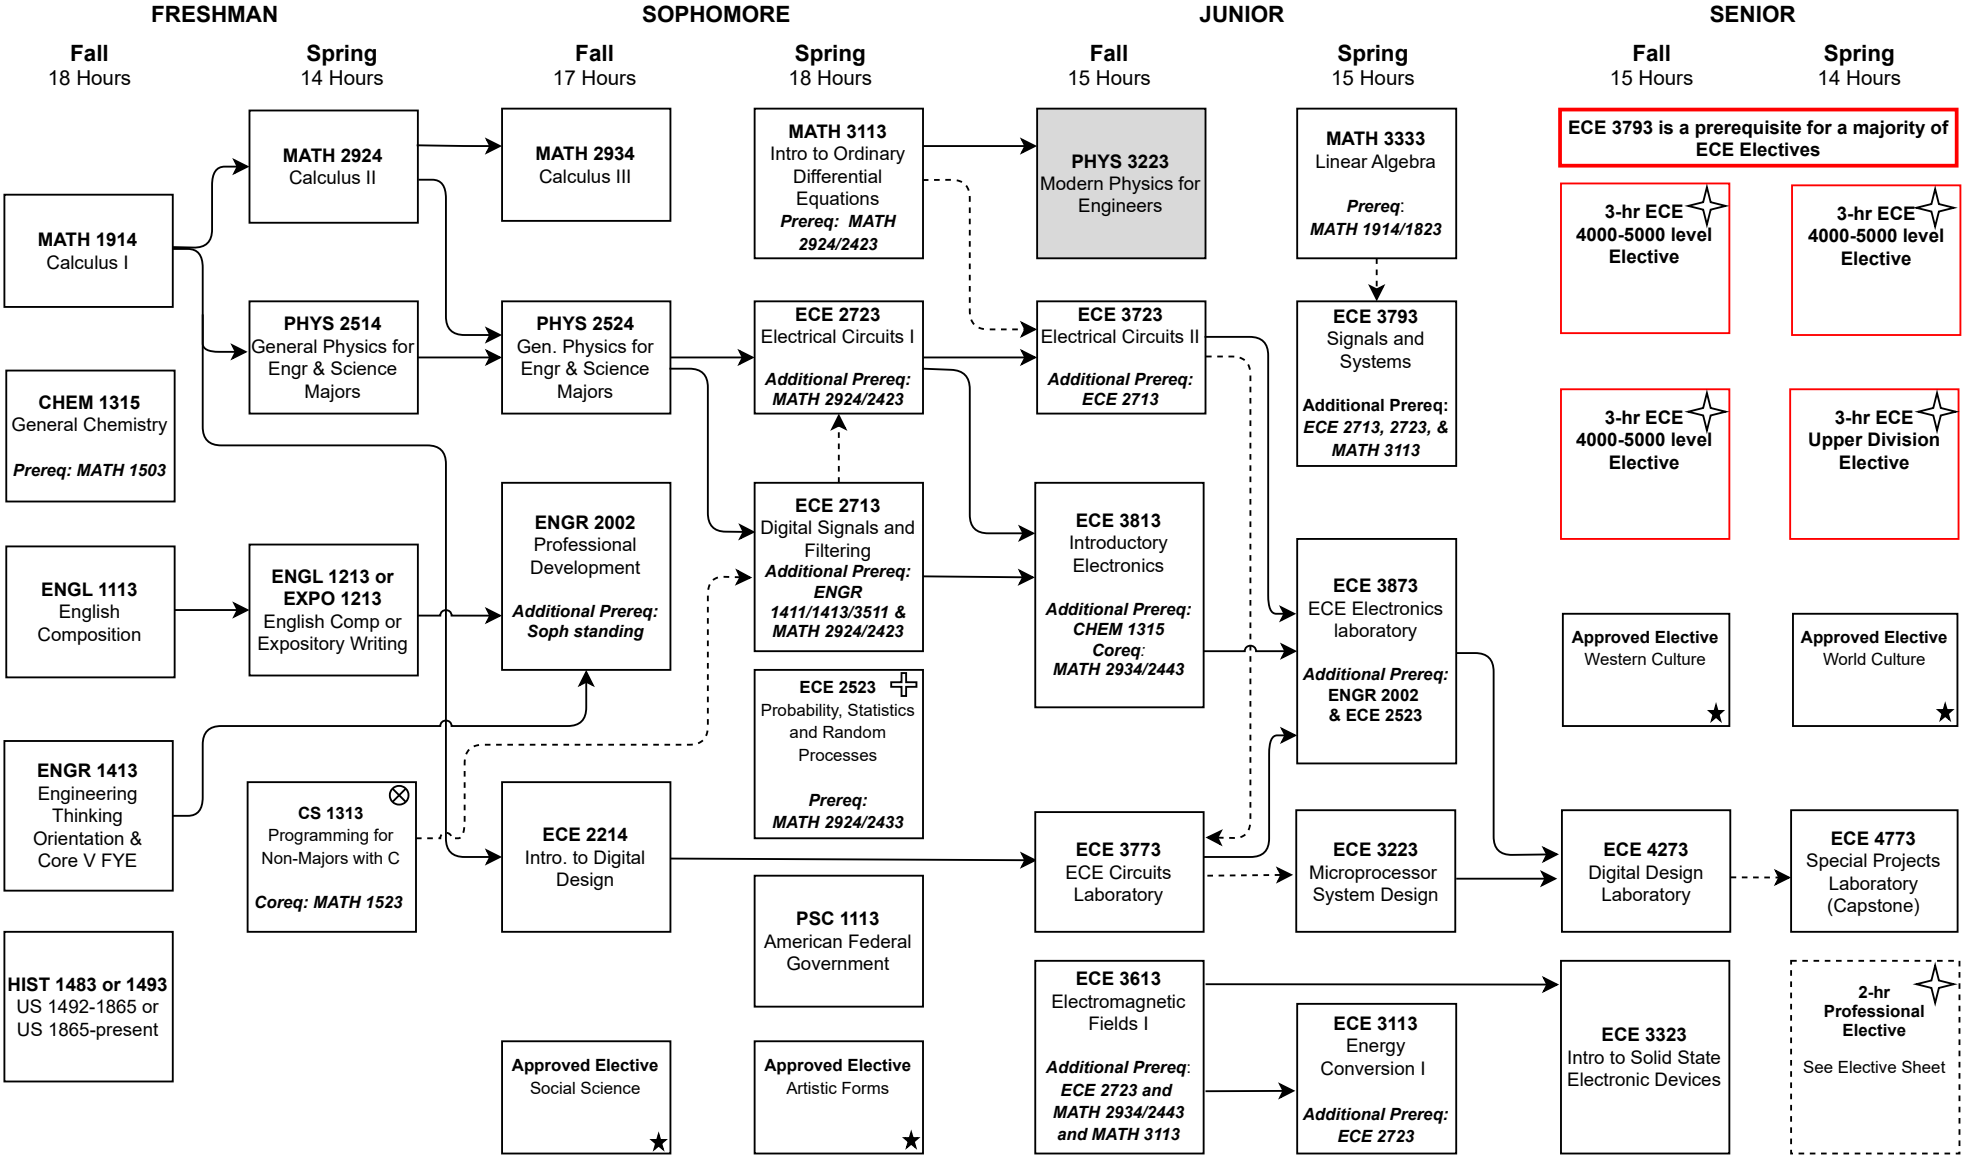 FRESHMAN
SOPHOMORE
JUNIOR
SENIOR
Fall
18 Hours
Spring
14 Hours
Fall
17 Hours
Spring
18 Hours
Fall
15 Hours
Spring
15 Hours
Fall
15 Hours
Spring
14 Hours
MATH 1914
Calculus I
CHEM 1315
General Chemistry
Prereq: MATH 1503
ENGL 1113
English
Composition
ENGR 1413
Engineering
Thinking
Orientation &
Core V FYE
HIST 1483 or 1493
US 1492-1865 or
US 1865-present
MATH 2924
Calculus II
PHYS 2514
General Physics for
Engr & Science
Majors
ENGL 1213 or
EXPO 1213
English Comp or
Expository Writing
CS 1313
Programming for
Non-Majors with C
Coreq: MATH 1523
MATH 2934
Calculus III
PHYS 2524
Gen. Physics for
Engr & Science
Majors
ENGR 2002
Professional
Development
Additional Prereq:
Soph standing
ECE 2214
Intro. to Digital
Design
Approved Elective
Social Science
MATH 3113
Intro to Ordinary
Differential
Equations
Prereq: MATH
2924/2423
ECE 2723
Electrical Circuits I
Additional Prereq:
MATH 2924/2423
ECE 2713
Digital Signals and
Filtering
Additional Prereq:
ENGR
1411/1413/3511 &
MATH 2924/2423
ECE 2523
Probability, Statistics
and Random
Processes
Prereq:
MATH 2924/2433
PSC 1113
American Federal
Government
Approved Elective
Artistic Forms
PHYS 3223
Modern Physics for
Engineers
ECE 3723
Electrical Circuits II
Additional Prereq:
ECE 2713
ECE 3813
Introductory
Electronics
Additional Prereq:
CHEM 1315
Coreq:
MATH 2934/2443
ECE 3773
ECE Circuits
Laboratory
ECE 3613
Electromagnetic
Fields I
Additional Prereq:
ECE 2723 and
MATH 2934/2443
and MATH 3113
MATH 3333
Linear Algebra
Prereq:
MATH 1914/1823
ECE 3793
Signals and
Systems
Additional Prereq:
ECE 2713, 2723, &
MATH 3113
ECE 3873
ECE Electronics
laboratory
Additional Prereq:
ENGR 2002
& ECE 2523
ECE 3223
Microprocessor
System Design
ECE 3113
Energy
Conversion I
Additional Prereq:
ECE 2723
ECE 3793 is a prerequisite for a majority of
ECE Electives
3-hr ECE
4000-5000 level
Elective
3-hr ECE
4000-5000 level
Elective
3-hr ECE
4000-5000 level
Elective
3-hr ECE
Upper Division
Elective
Approved Elective
Western Culture
Approved Elective
World Culture
ECE 4273
Digital Design
Laboratory
ECE 4773
Special Projects
Laboratory
(Capstone)
ECE 3323
Intro to Solid State
Electronic Devices
2-hr
Professional
Elective
See Elective Sheet